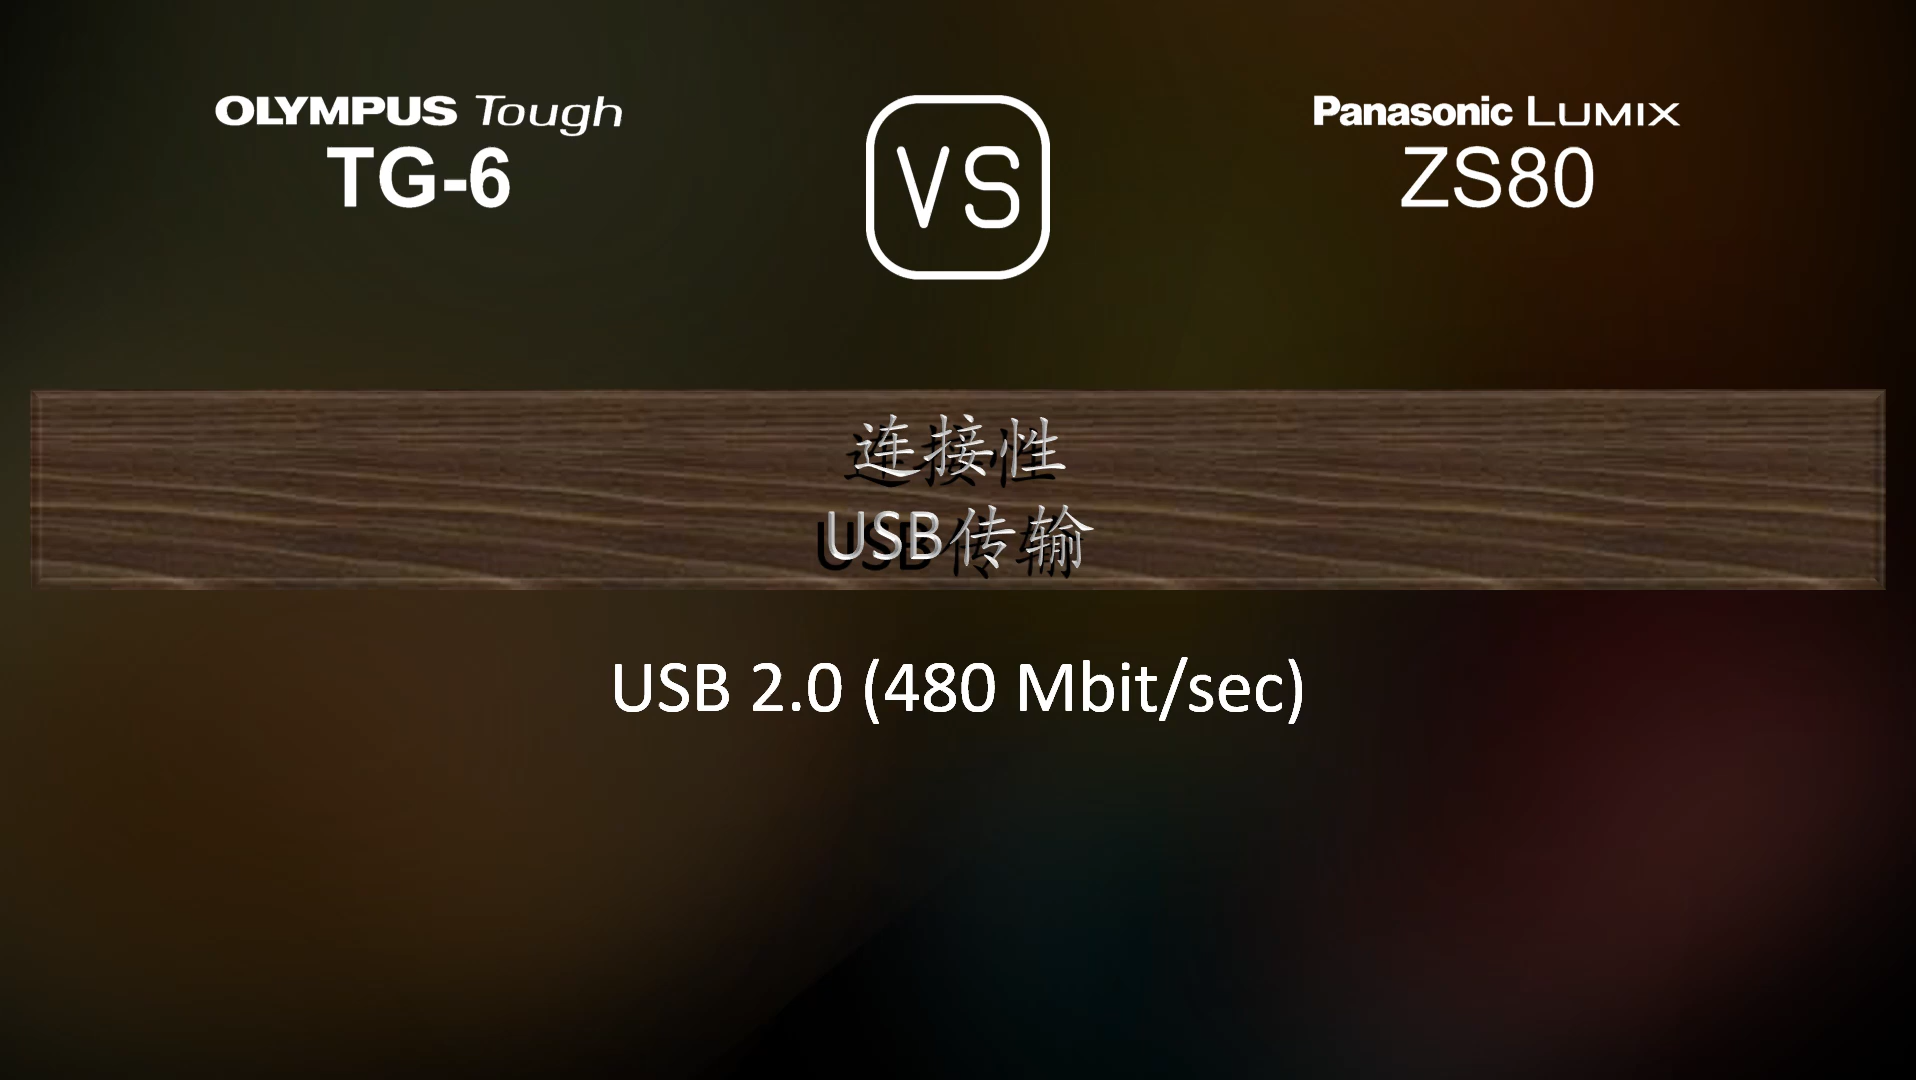 OLYMPUS Tough
TG-6
VS
Panasonic LUMIX
ZS80
连接性
USB传输
USB 2.0 (480 Mbit/sec)